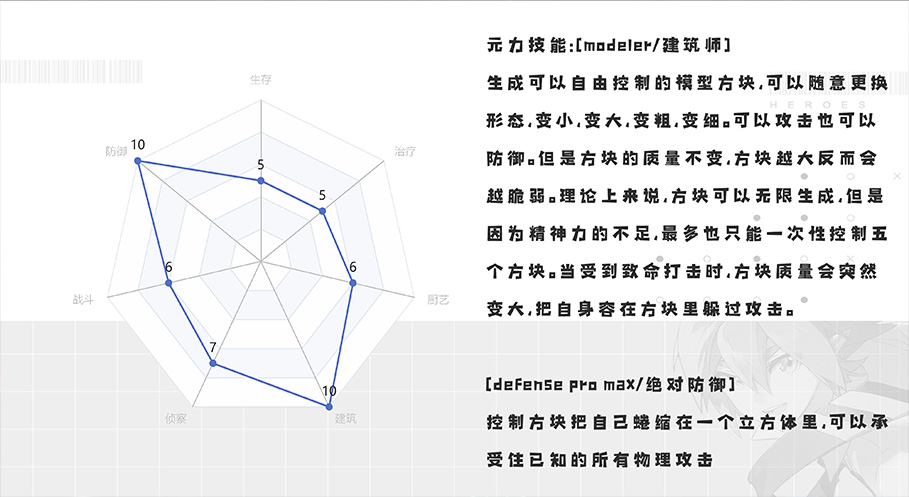 生存
10
防御
5
治疗
5
6
6
战斗
厨艺
7
10
侦察
建筑
元力技能:[modeler/建筑师]
生成可以自由控制的模型方块,可以随意更换
HEROES
形态,变小,变大,变粗,变细。可以攻击也可以
防御。但是方块的质量不变,方块越大反而会
越脆弱。理论上来说,方块可以无限生成,但是
因为精神力的不足,最多也只能一次性控制五
个方块。当受到致命打击时,方块质量会突然
变大,把自身容在方块里躲过攻击。
[defense pro max/绝对防御]
控制方块把自己蜷缩在一个立方体里,可以承
受住已知的所有物理攻击